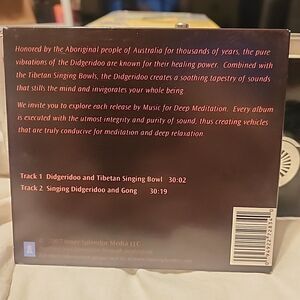 Honored by the Aboriginal people of Australia for thousands of years, the pure
vibrations of the Didgeridoo are known for their healing power. Combined with
the Tibetan Singing Bowls, the Didgeridoo creates a soothing tapestry of sounds
that stills the mind and invigorates your whole being.
We invite you to explore each release by Music for Deep Meditation. Every album
is executed with the utmost integrity and purity of sound, thus creating vehicles
that are truly conducive for meditation and deep relaxation.
Track 1 Didgeridoo and Tibetan Singing Bowl 30:02
Track 2 Singing Didgeridoo and Gong 30:19
Inner Splendor Media LLC